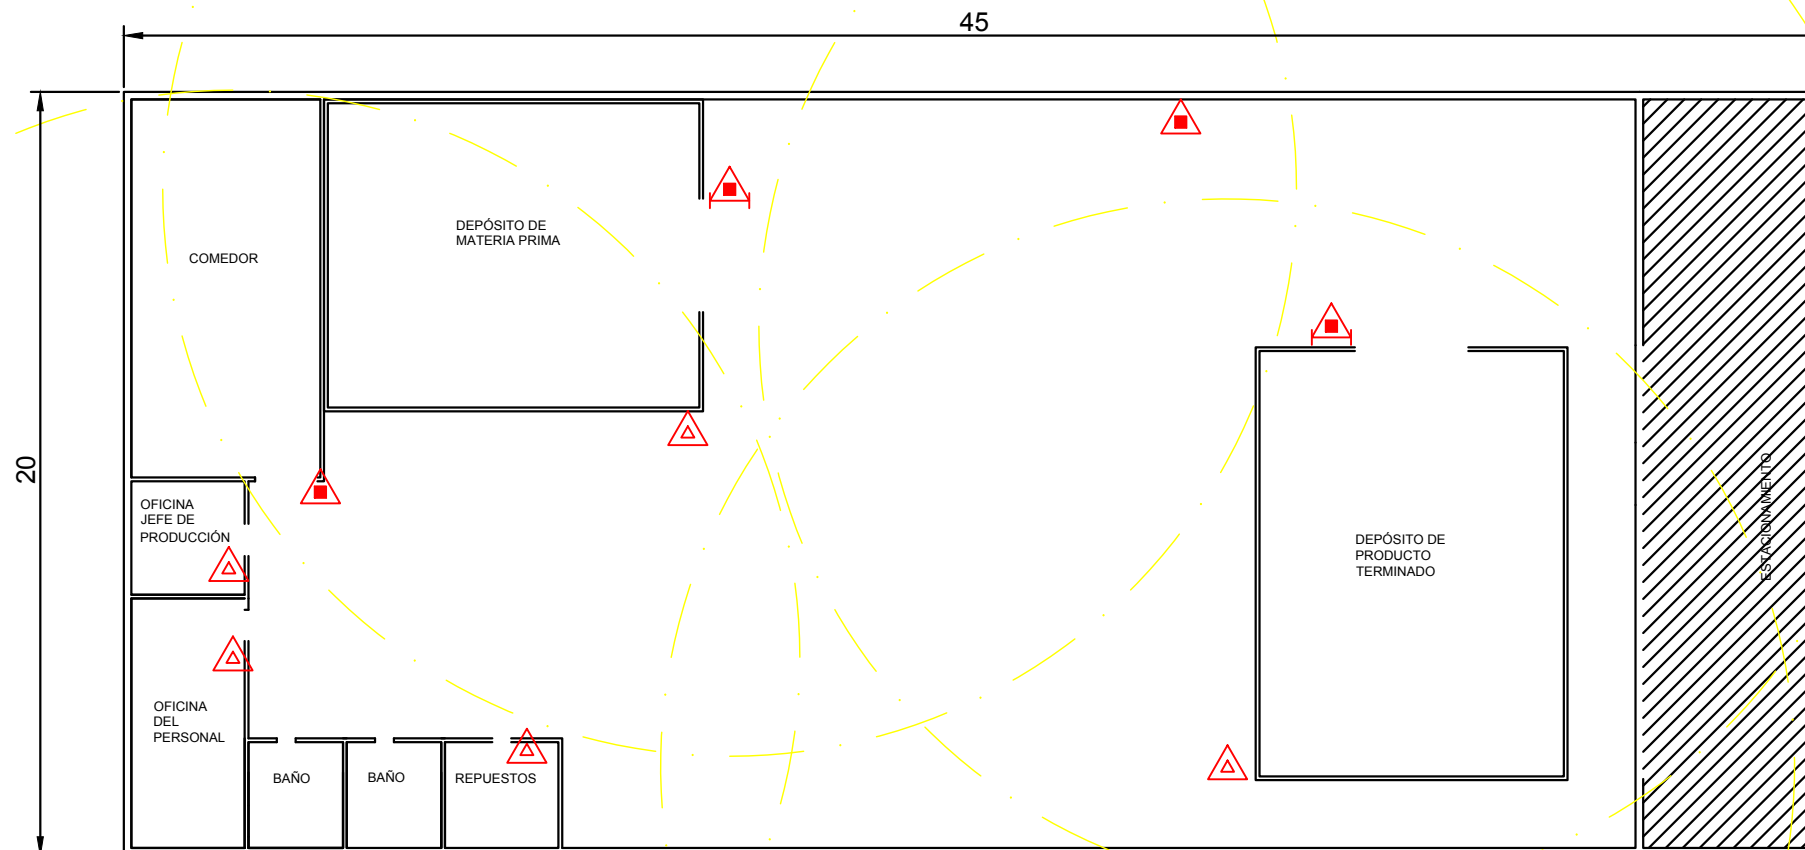 45
20
COMEDOR
DEPÓSITO DE
MATERIA PRIMA
OFICINA
JEFE DE
PRODUCCIÓN
OFICINA
DEL
PERSONAL
BAÑO
BAÑO
REPUESTOS
DEPÓSITO DE
PRODUCTO
TERMINADO
ESTACIONAMIENTO